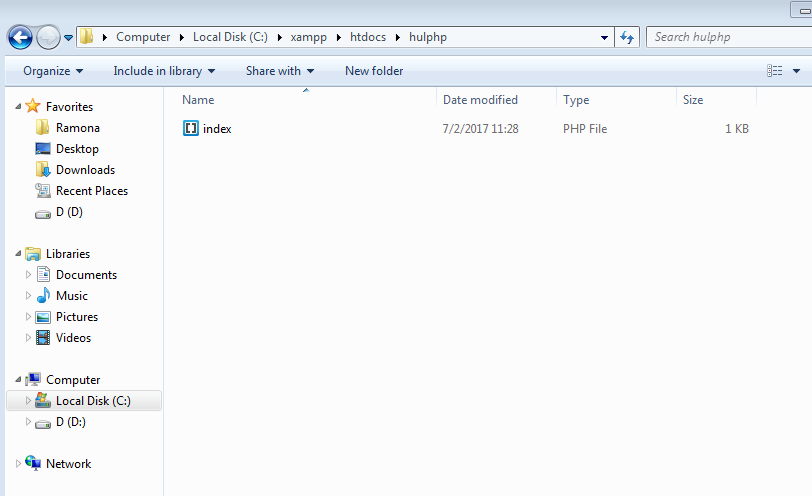 Computer Local Disk (C:) xampp htdocs hulphp Search hulphp
Organize Include in library Share with New folder
Name Date modified Type Size
index 7/2/2017 11:28 PHP File 1 KB
Favorites
Ramona
Desktop
Downloads
Recent Places
D (D)
Libraries
Documents
Music
Pictures
Videos
Computer
Local Disk (C:)
D (D:)
Network